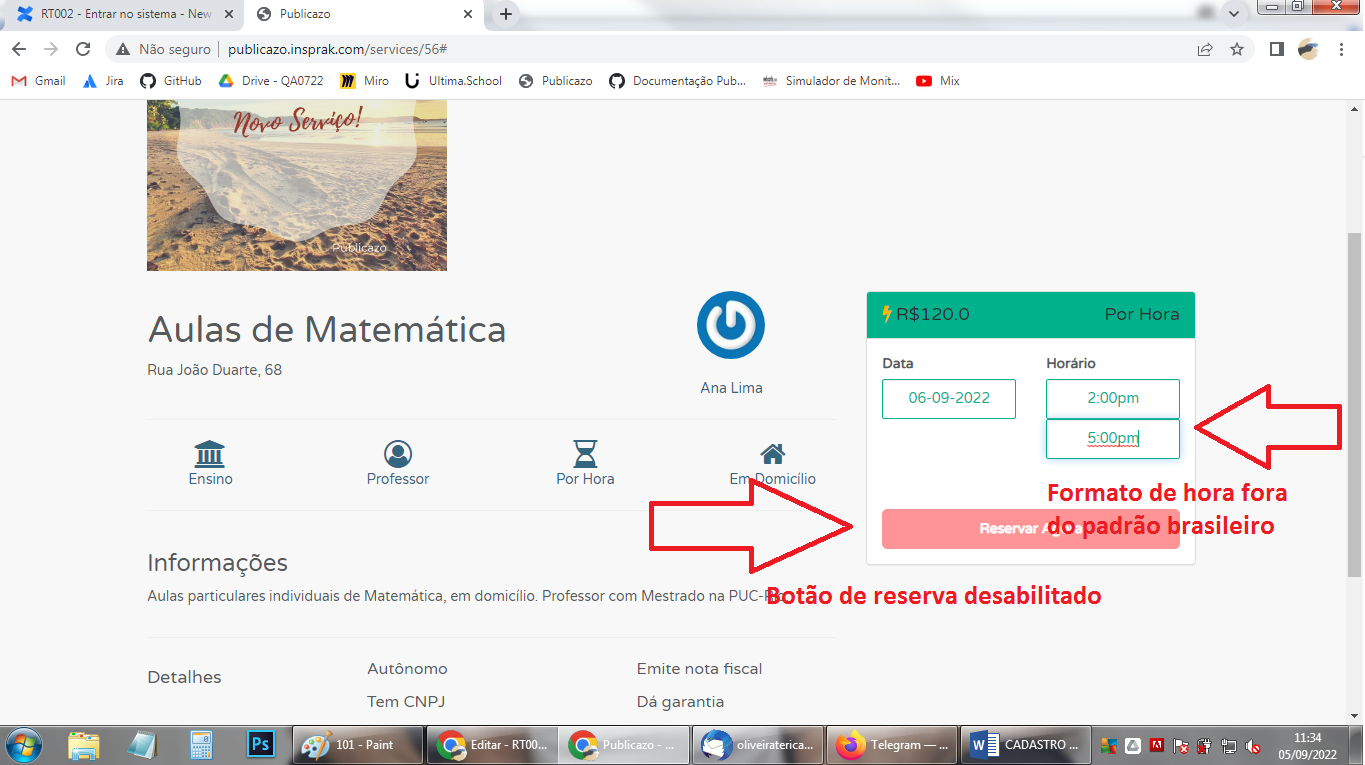 RT002 - Entrar no sistema - New
Publicazo
Não seguro
publicazo.insprak.com/services/56#
Gmail
Jira
GitHub
Drive - QA0722
Miro
Ultima.School
Publicazo
Documentação Pub...
Simulador de Monit...
Mix
Novo Serviço!
Publicazo
Aulas de Matemática
Rua João Duarte, 68
Ana Lima
R$120.0 Por Hora
Data Horário
06-09-2022 2:00pm
5:00pm
Ensino
Professor
Por Hora
Em Domicílio
Formato de hora fora
do padrão brasileiro
Reservar Agora
Botão de reserva desabilitado
Informações
Aulas particulares individuais de Matemática, em domicílio. Professor com Mestrado na PUC-Rio.
Detalhes
Autônomo
Emite nota fiscal
Tem CNPJ
Dá garantia
Ps
101 - Paint
Editar - RT00...
Publicazo - ...
oliveiraterica...
Telegram — ...
CADASTRO ...
11:34
05/09/2022